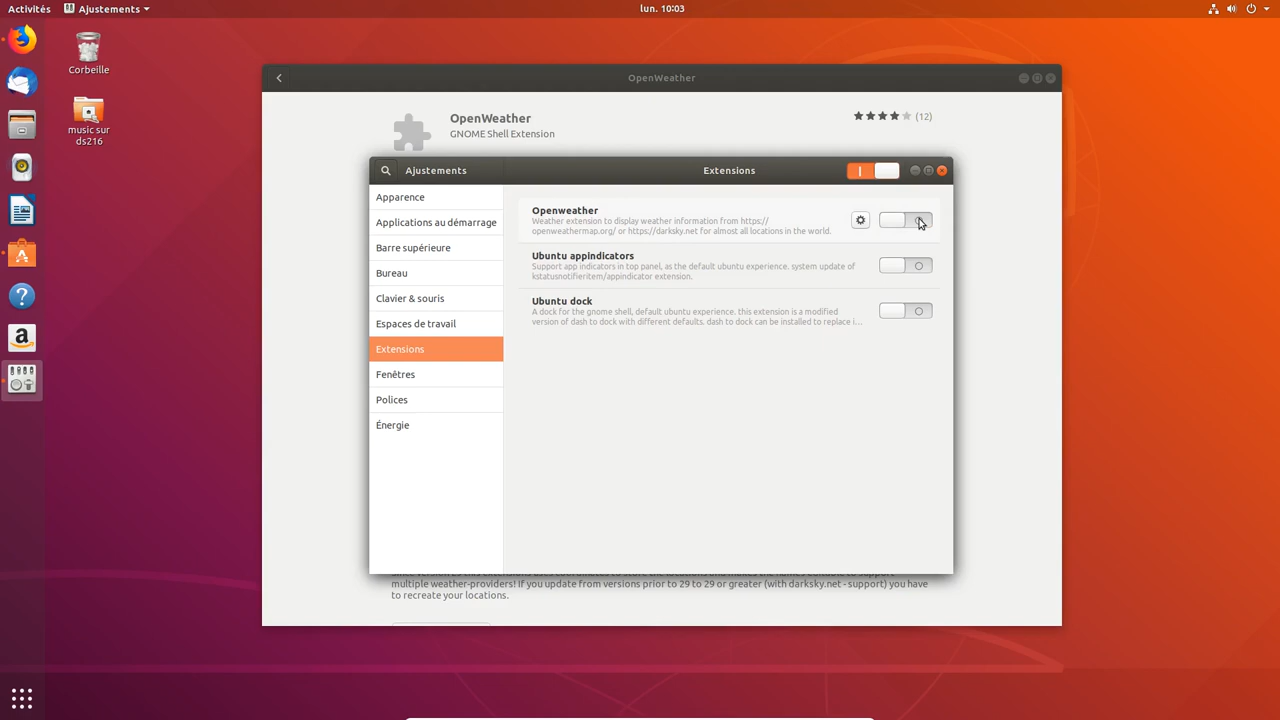 Activités
Ajustements
lun. 10:03
Corbeille
music sur
ds216
OpenWeather
OpenWeather
GNOME Shell Extension
(12)
Ajustements
Extensions
Apparence
Applications au démarrage
Barre supérieure
Bureau
Clavier & souris
Espaces de travail
Extensions
Fenêtres
Polices
Énergie
Openweather
Weather extension to display weather information from https://
openweathermap.org/ or https://darksky.net for almost all locations in the world.
Ubuntu appindicators
Support app indicators in top panel, as the default ubuntu experience. system update of
kstatusnotifieritem/appindicator extension.
Ubuntu dock
A dock for the gnome shell, default ubuntu experience. this extension is a modified
version of dash to dock with different defaults. dash to dock can be installed to replace i...
multiple weather-providers! If you update from versions prior to 29 to 29 or greater (with darksky.net - support) you have
to recreate your locations.